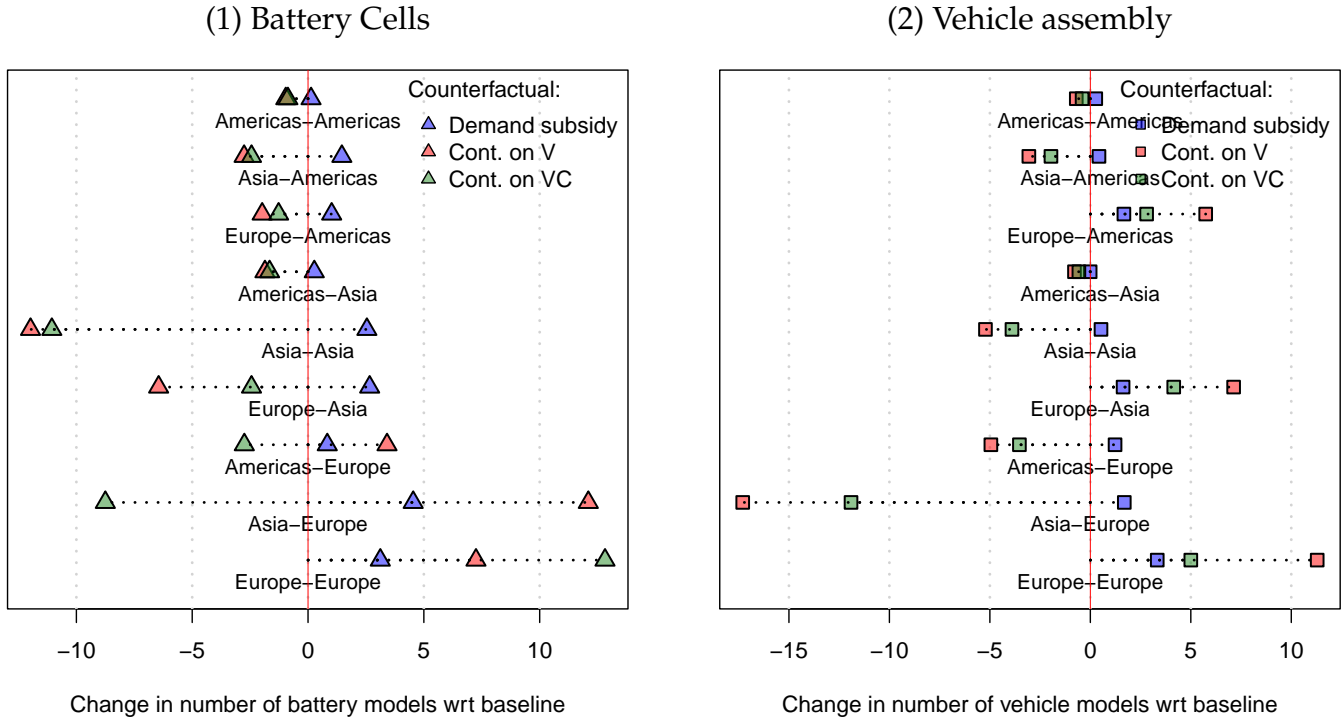 (1) Battery Cells
Counterfactual:
Demand subsidy
Cont. on V
Cont. on VC
Americas−Americas
Asia−Americas
Europe−Americas
Americas−Asia
Asia−Asia
Europe−Asia
Americas−Europe
Asia−Europe
Europe−Europe
−10 −5 0 5 10
Change in number of battery models wrt baseline
(2) Vehicle assembly
Counterfactual:
Demand subsidy
Cont. on V
Cont. on VC
Americas−Americas
Asia−Americas
Europe−Americas
Americas−Asia
Asia−Asia
Europe−Asia
Americas−Europe
Asia−Europe
Europe−Europe
−15 −10 −5 0 5 10
Change in number of vehicle models wrt baseline